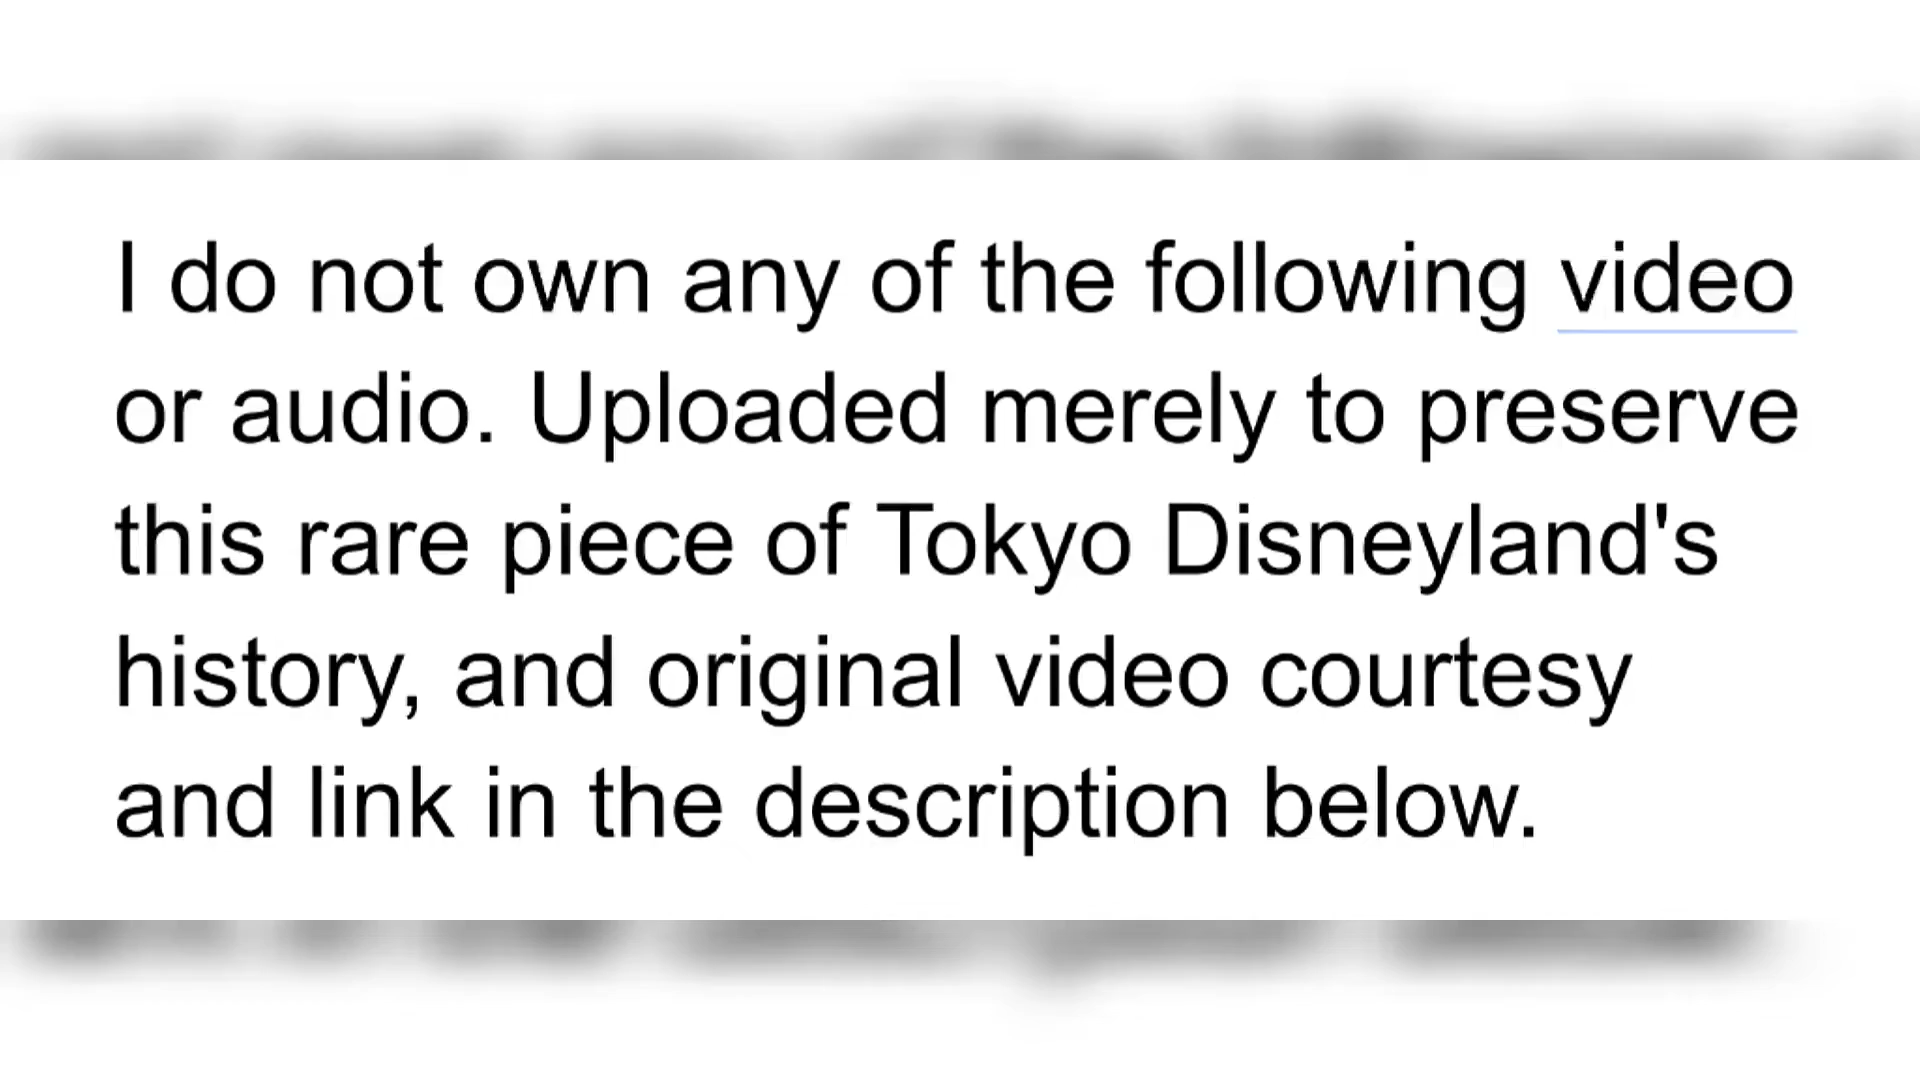 I do not own any of the following video
or audio. Uploaded merely to preserve
this rare piece of Tokyo Disneyland's
history, and original video courtesy
and link in the description below.